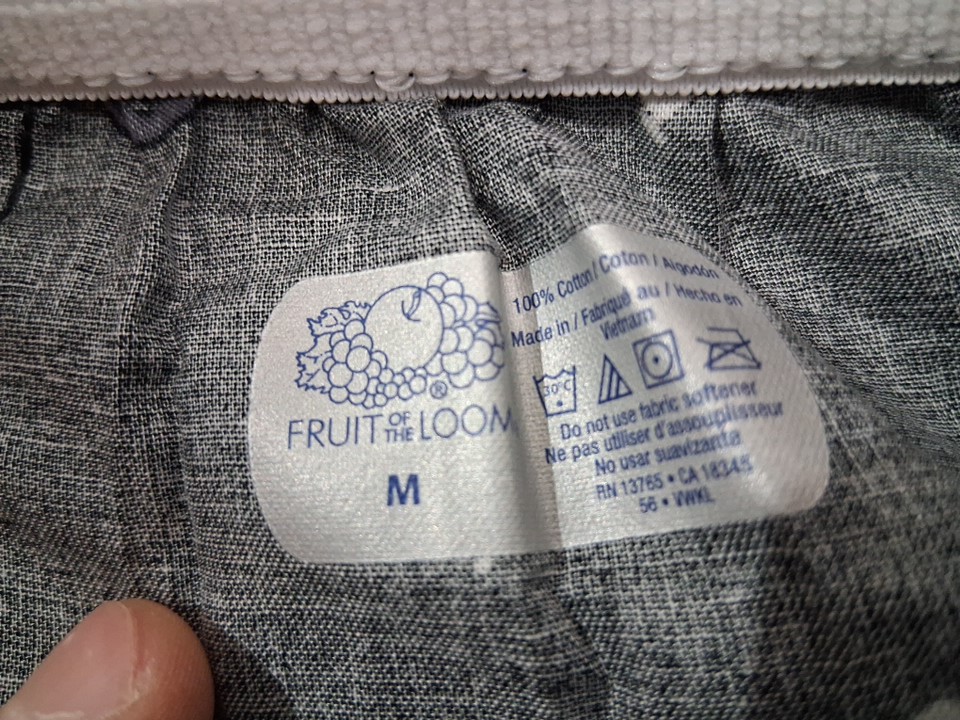 FRUIT OF THE LOOM
®
M
100% Cotton / Coton / Algodón
Made in / Fabriqué au / Hecho en
Vietnam
30°C
Do not use fabric softener
Ne pas utiliser d'assouplisseur
No usar suavizante
RN 13765 • CA 18345
56 • VWKL